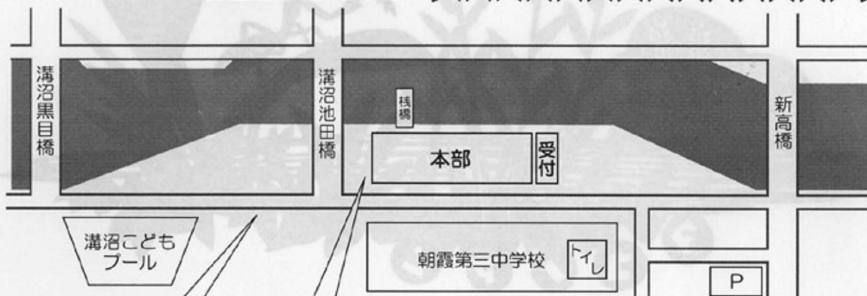 溝沼黒目橋
溝沼池田橋
桟橋
本部
受付
新高橋
溝沼こども
プール
朝霞第三中学校
トイレ
P